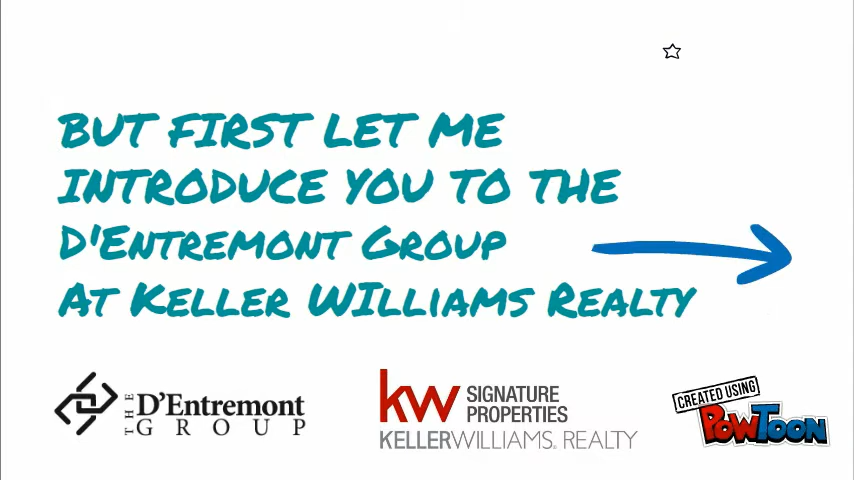 BUT FIRST LET ME
INTRODUCE YOU TO THE
D'ENTREMONT GROUP
AT KELLER WILLIAMS REALTY
THE D'Entremont
GROUP
kw SIGNATURE
PROPERTIES
KELLERWILLIAMS. REALTY
CREATED USING
POWTOON